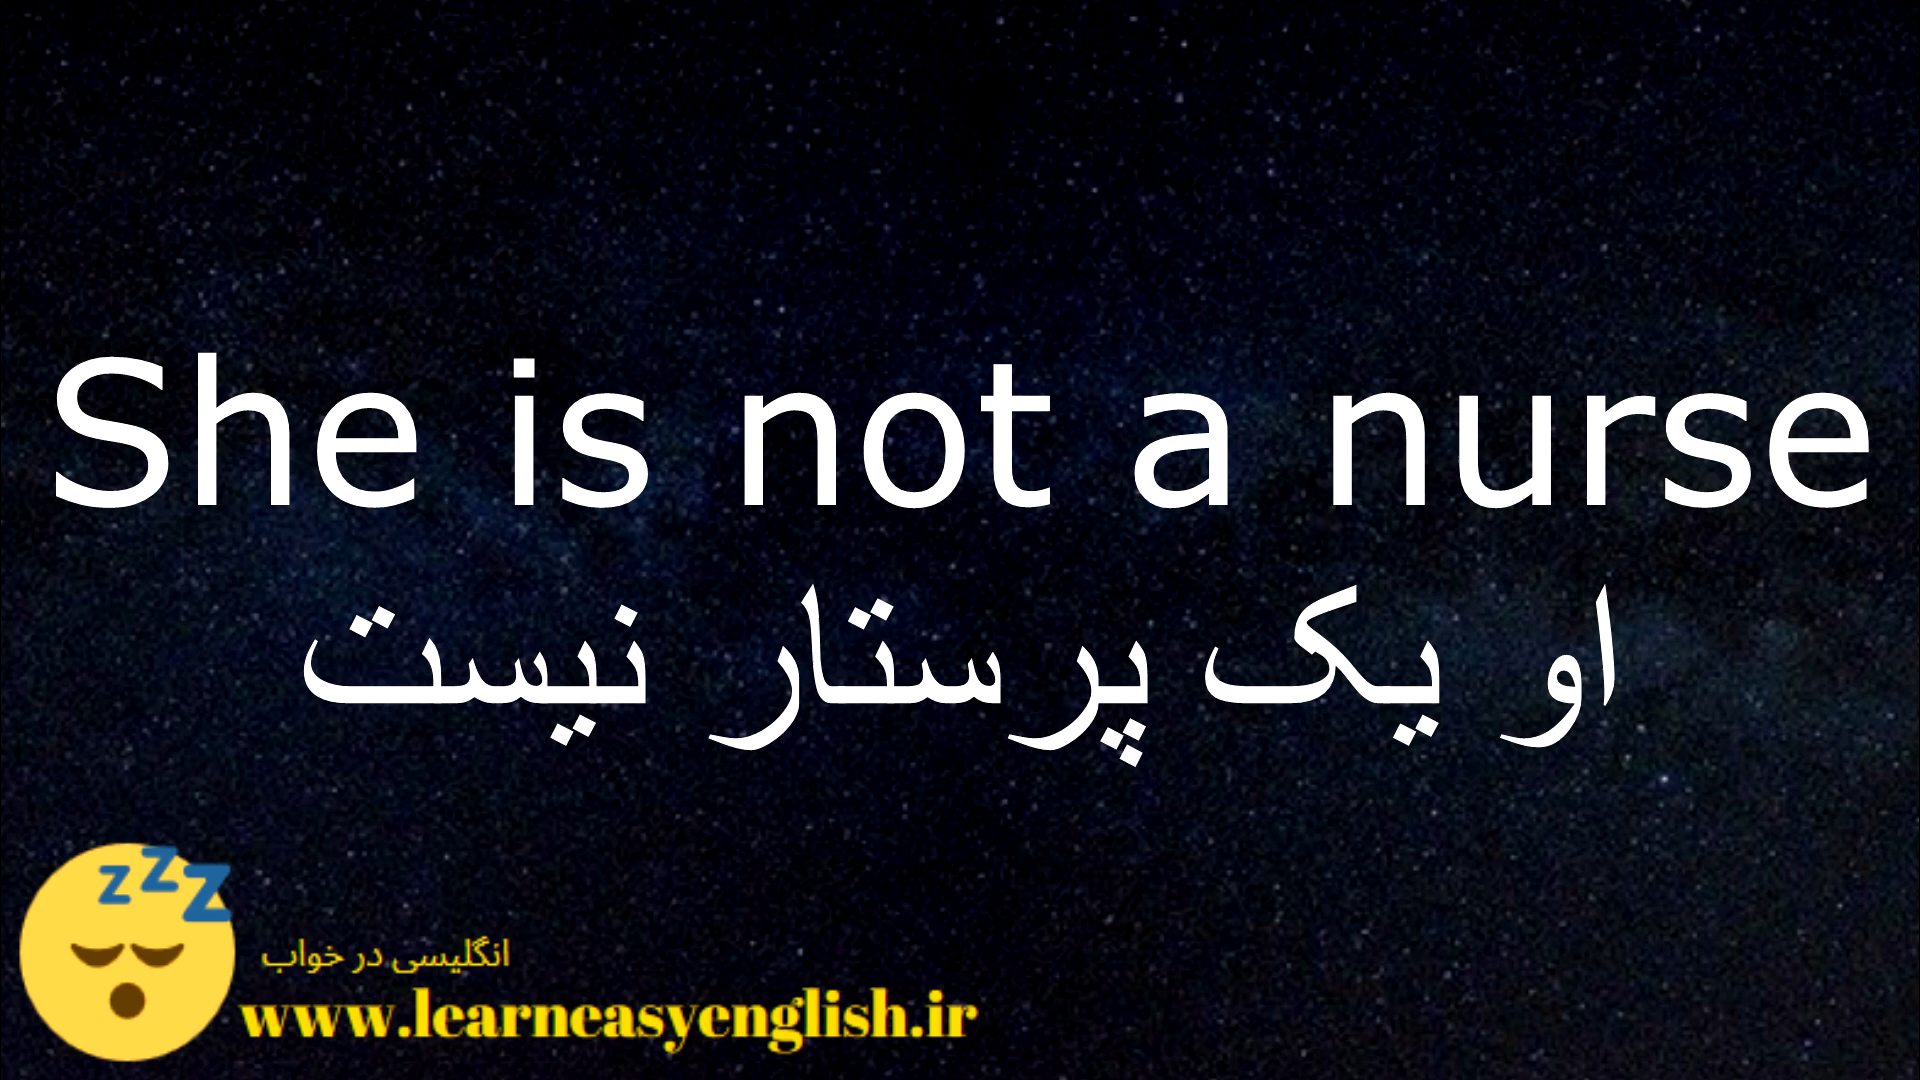 She is not a nurse
او یک پرستار نیست
z z z
انگلیسی در خواب
www.learneasyenglish.ir